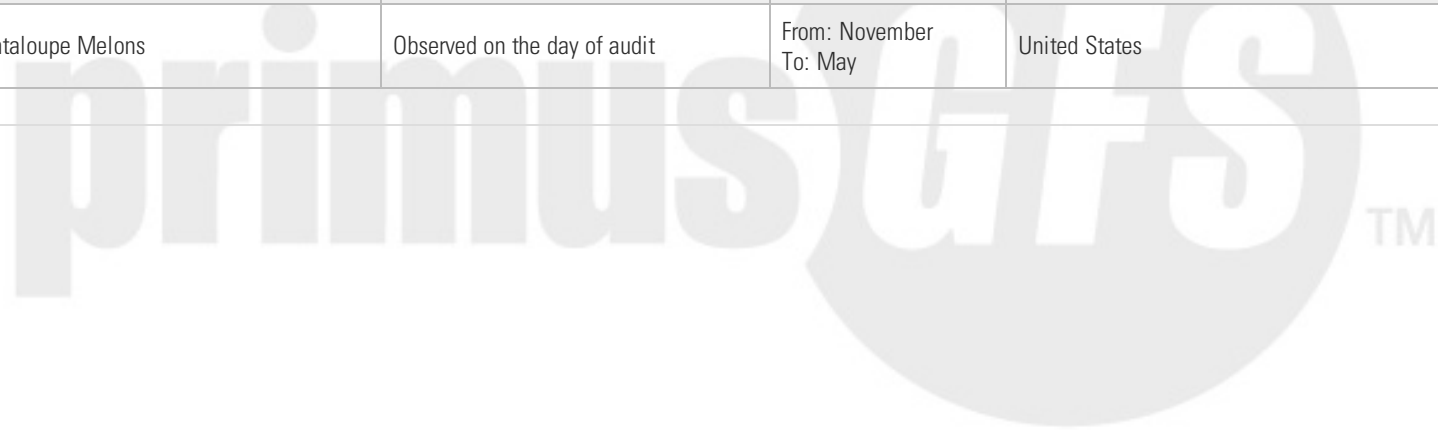 taloupe Melons
Observed on the day of audit
From: November
To: May
United States
primusGFS TM